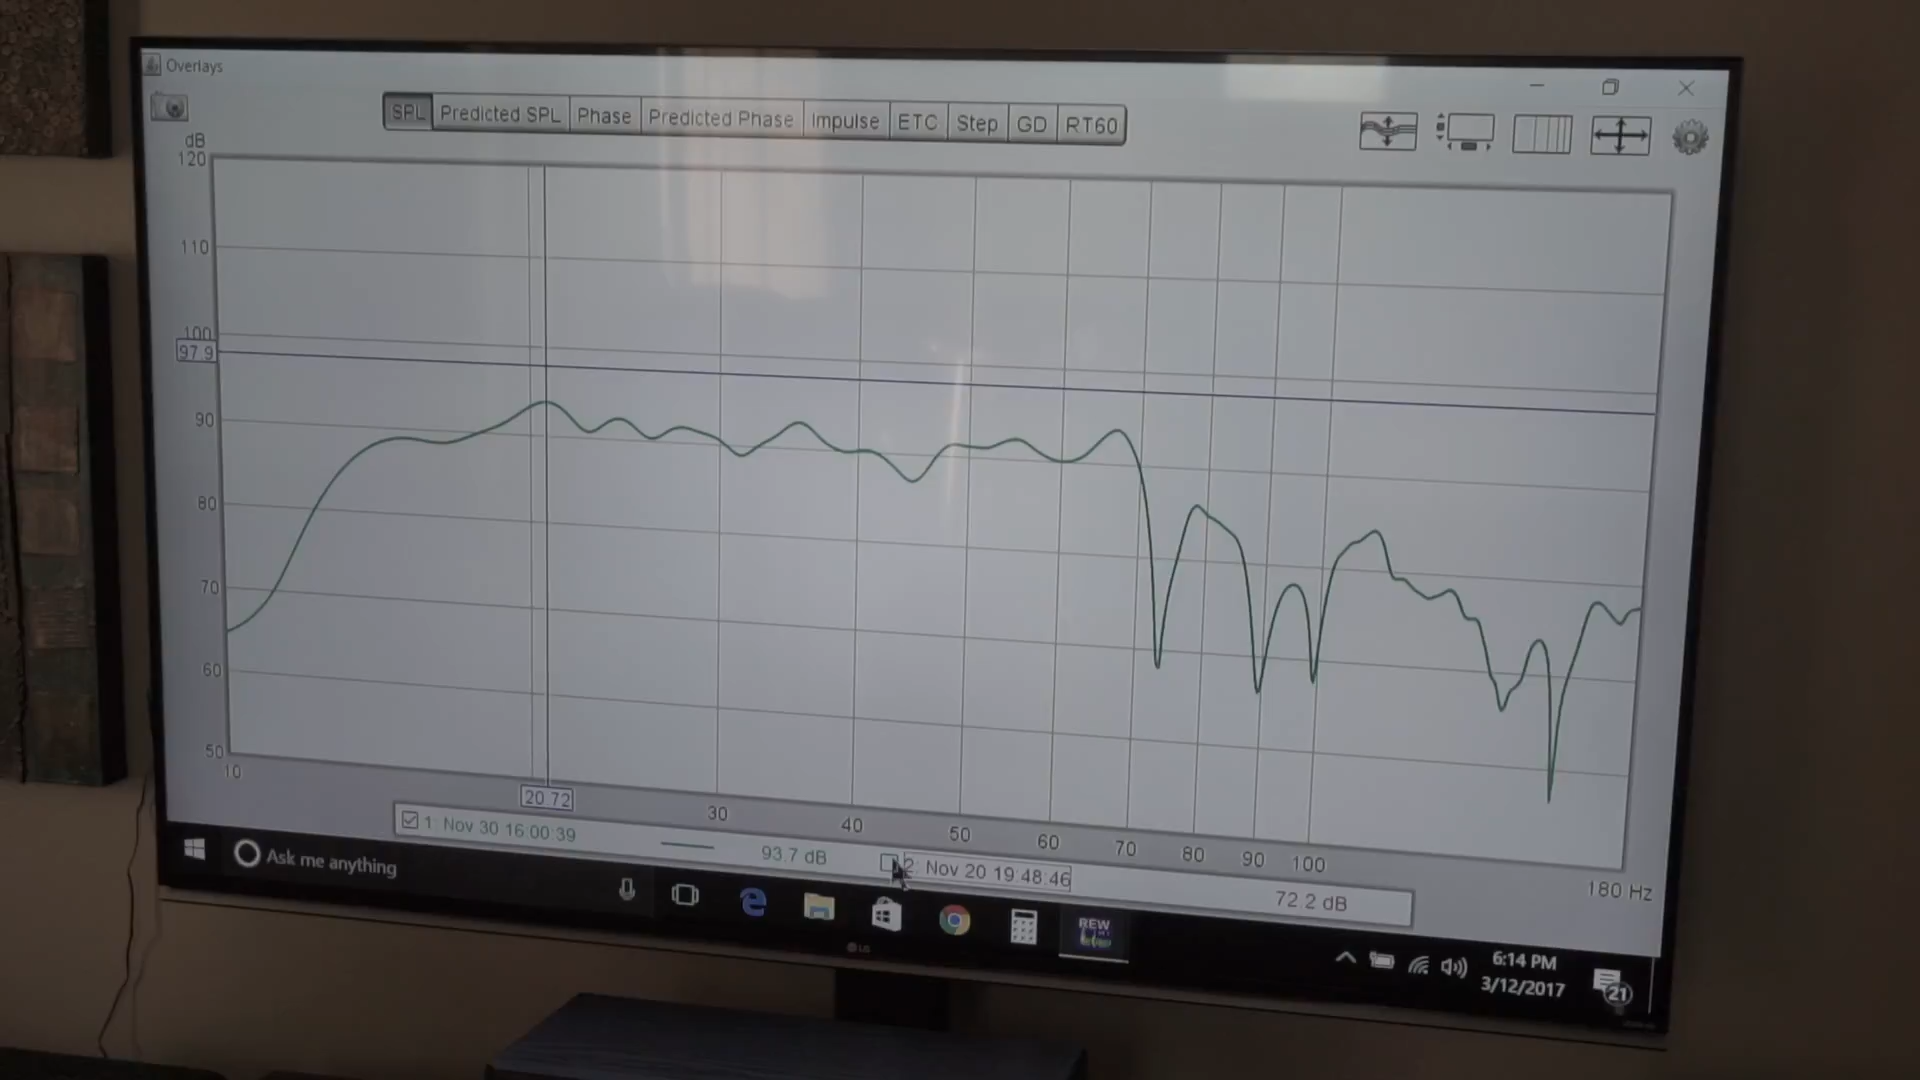 Overlays
SPL Predicted SPL Phase Predicted Phase Impulse ETC Step GD RT60
dB
120
110
100
97.9
90
80
70
60
50
10 20.72 30 40 50 60 70 80 90 100 180 Hz
1: Nov 30 16:00:39 93.7 dB 2: Nov 20 19:48:46 72.2 dB
Ask me anything
REW
LG
6:14 PM
3/12/2017
21